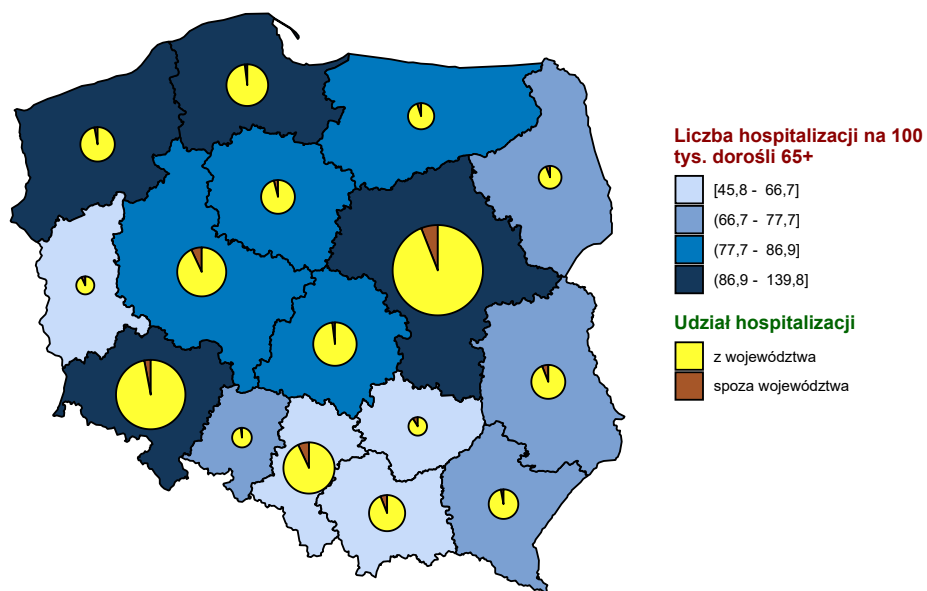 Liczba hospitalizacji na 100
tys. dorośli 65+
[45,8 - 66,7]
(66,7 - 77,7]
(77,7 - 86,9]
(86,9 - 139,8]
Udział hospitalizacji
z województwa
spoza województwa